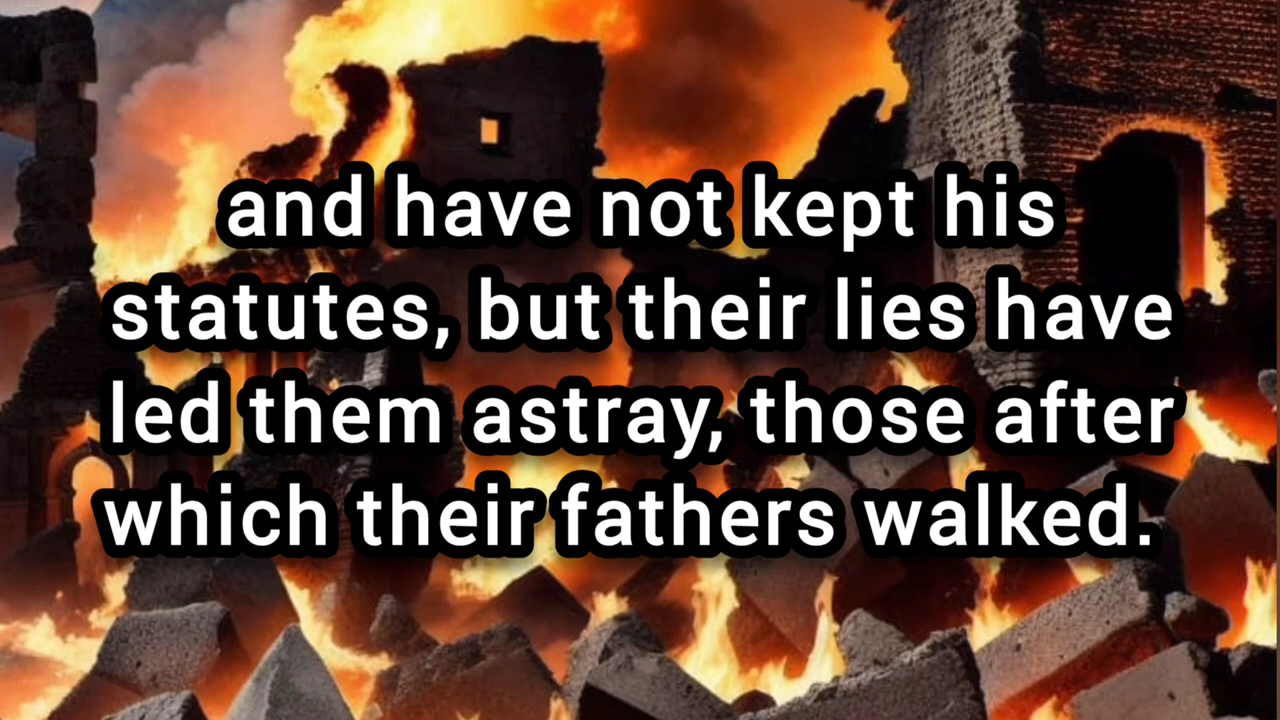 and have not kept his
statutes, but their lies have
led them astray, those after
which their fathers walked.